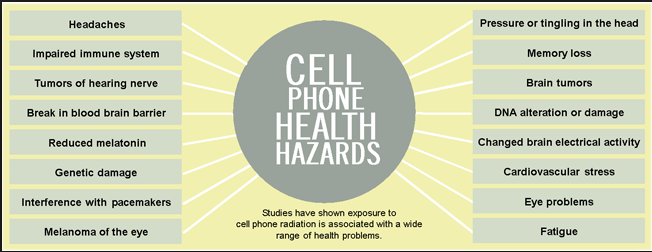 Headaches
Impaired immune system
Tumors of hearing nerve
Break in blood brain barrier
Reduced melatonin
Genetic damage
Interference with pacemakers
Melanoma of the eye
CELL
PHONE
HEALTH
HAZARDS
Studies have shown exposure to
cell phone radiation is associated with a wide
range of health problems.
Pressure or tingling in the head
Memory loss
Brain tumors
DNA alteration or damage
Changed brain electrical activity
Cardiovascular stress
Eye problems
Fatigue